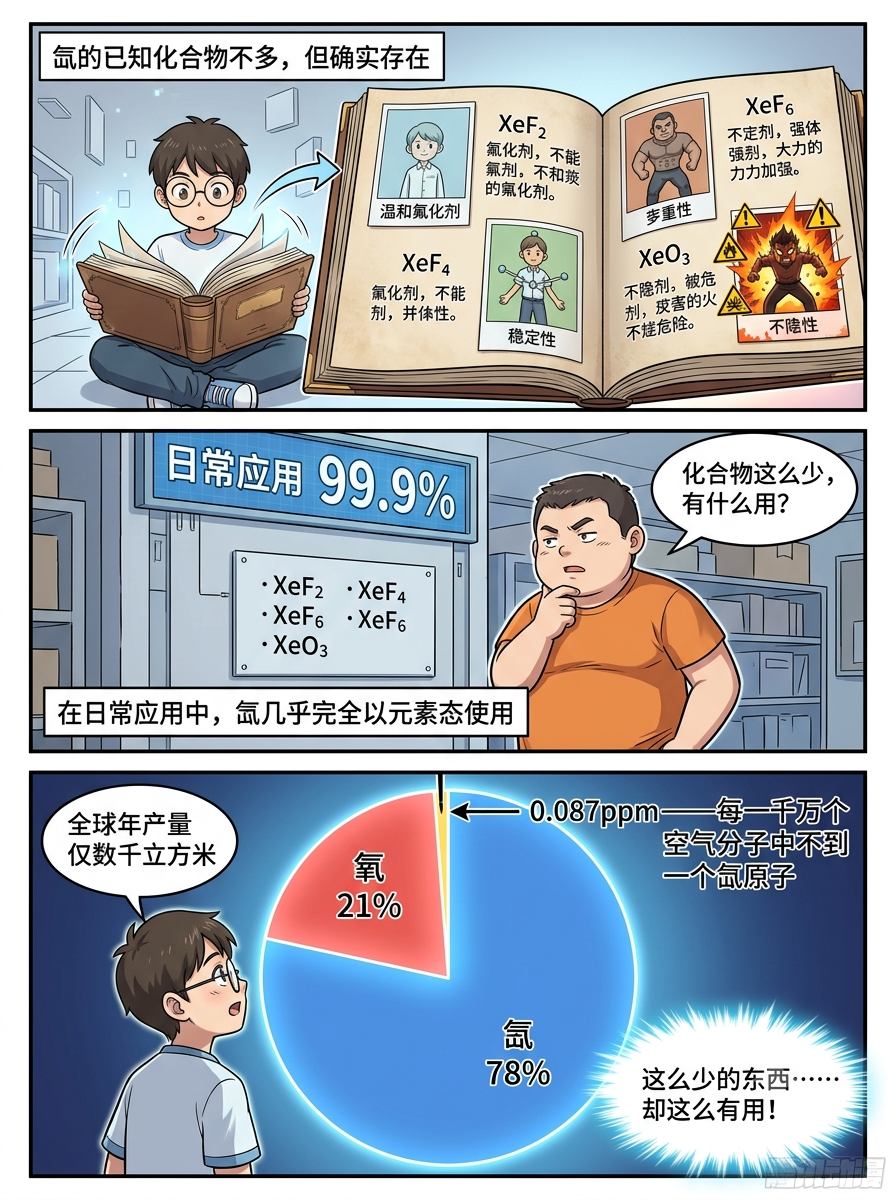 氙的已知化合物不多，但确实存在
XeF₂
氟化剂，不能
氟剂，不和羰
的氟化剂。
温和氟化剂
XeF₄
氟化剂，不能
剂，并体性。
稳定性
XeF₆
不定剂，强体
强剂，大力的
力力加强。
多重性
XeO₃
不隐剂，被危
剂，度害的火
不燵危险。
不隐性
日常应用 99.9%
·XeF₂ ·XeF₄
·XeF₆ ·XeF₆
·XeO₃
化合物这么少，
有什么用？
在日常应用中，氙几乎完全以元素态使用
全球年产量
仅数千立方米
0.087ppm——每一千万个
空气分子中不到
一个氙原子
氧
21%
氙
78%
这么少的东西……
却这么有用！